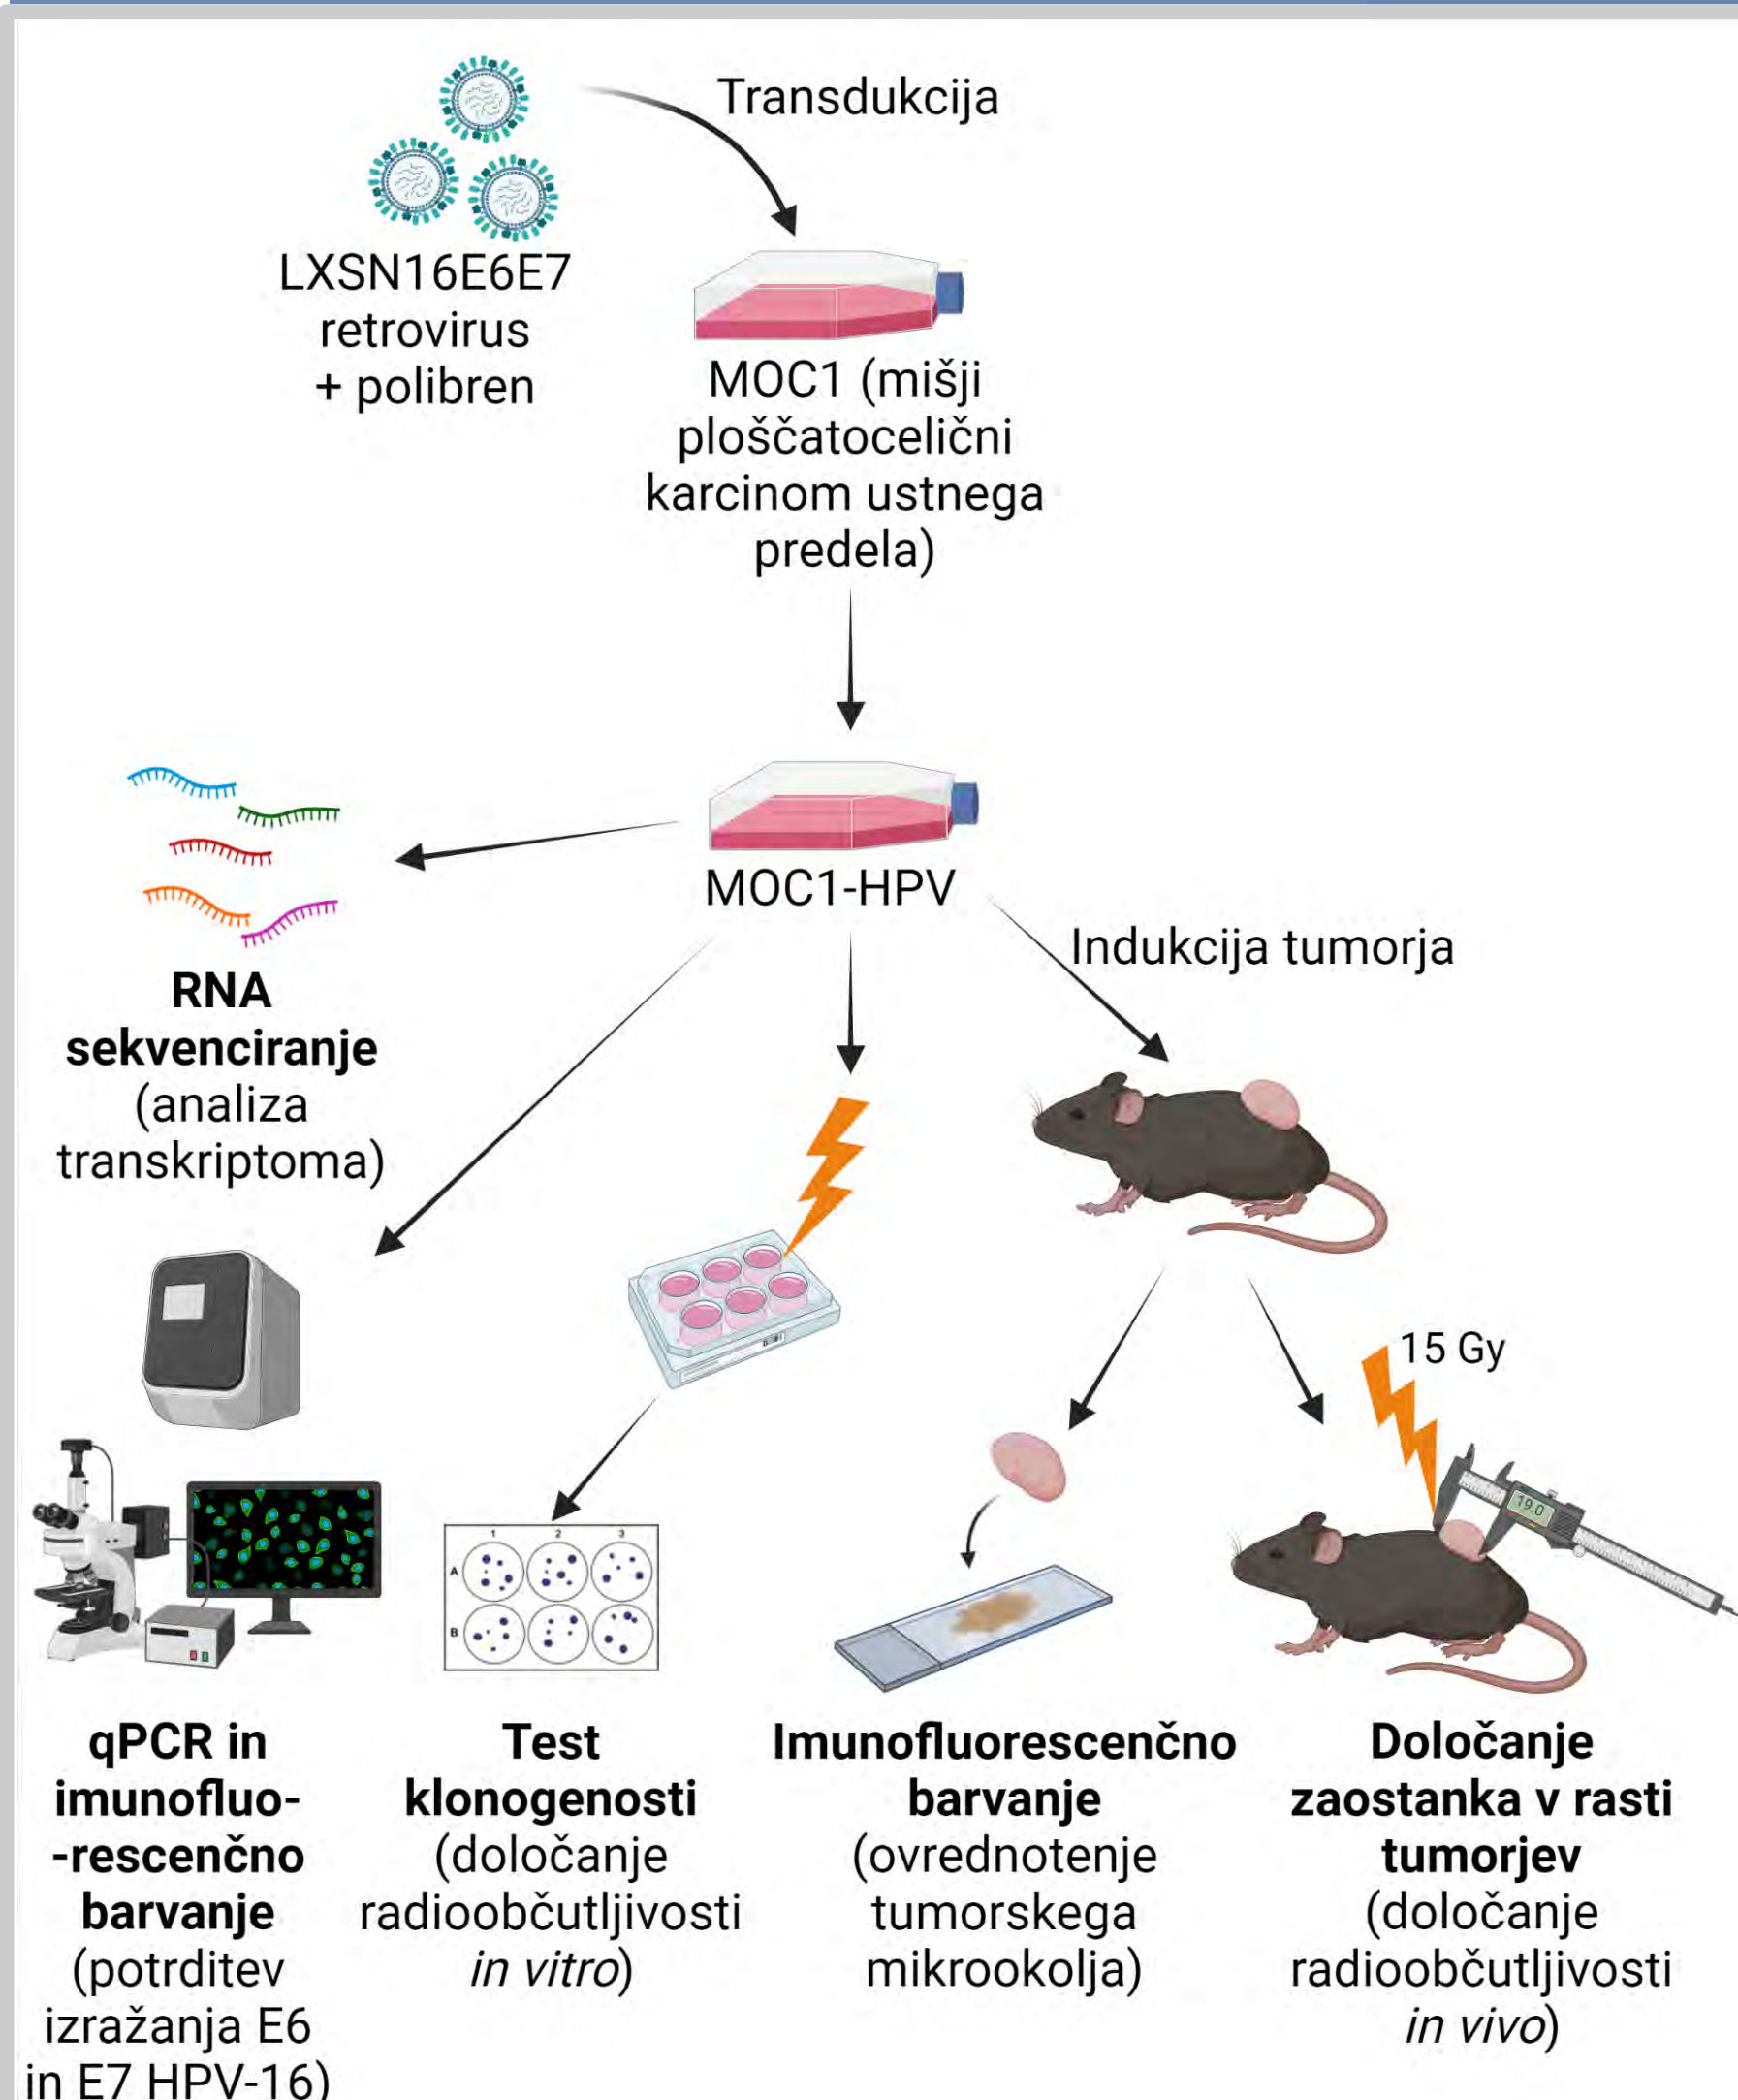 Transdukcija
LXSN16E6E7
retrovirus
+ polibren
MOC1 (mišji
ploščatocelični
karcinom ustnega
predela)
MOC1-HPV
Indukcija tumorja
RNA
sekvenciranje
(analiza
transkriptoma)
15 Gy
19.0
1 2 3
A
B
qPCR in
imunofluo-
-rescenčno
barvanje
(potrditev
izražanja E6
in E7 HPV-16)
Test
klonogenosti
(določanje
radioobčutljivosti
in vitro)
Imunofluorescenčno
barvanje
(ovrednotenje
tumorskega
mikrookolja)
Določanje
zaostanka v rasti
tumorjev
(določanje
radioobčutljivosti
in vivo)